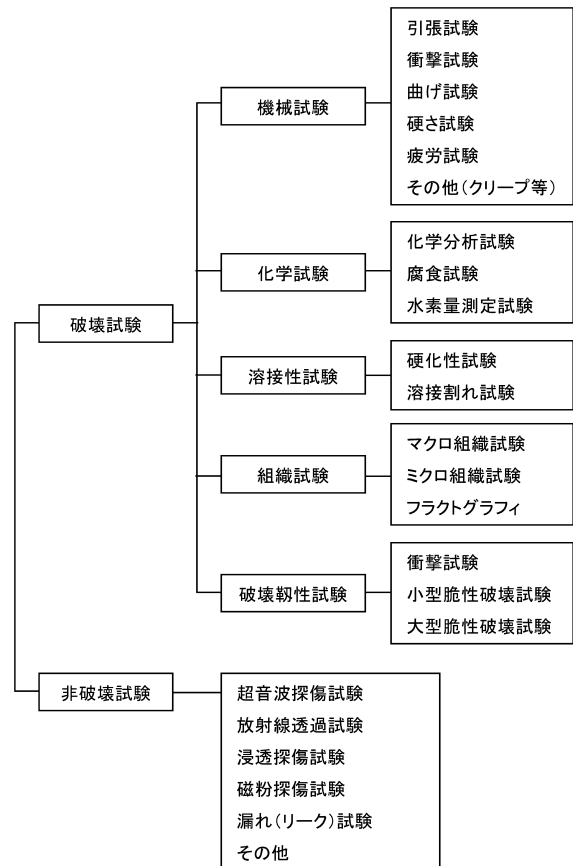 破壊試験
機械試験
引張試験
衝撃試験
曲げ試験
硬さ試験
疲労試験
その他（クリープ等）
化学試験
化学分析試験
腐食試験
水素量測定試験
溶接性試験
硬化性試験
溶接割れ試験
組織試験
マクロ組織試験
ミクロ組織試験
フラクトグラフィ
破壊靱性試験
衝撃試験
小型脆性破壊試験
大型脆性破壊試験
非破壊試験
超音波探傷試験
放射線透過試験
浸透探傷試験
磁粉探傷試験
漏れ（リーク）試験
その他